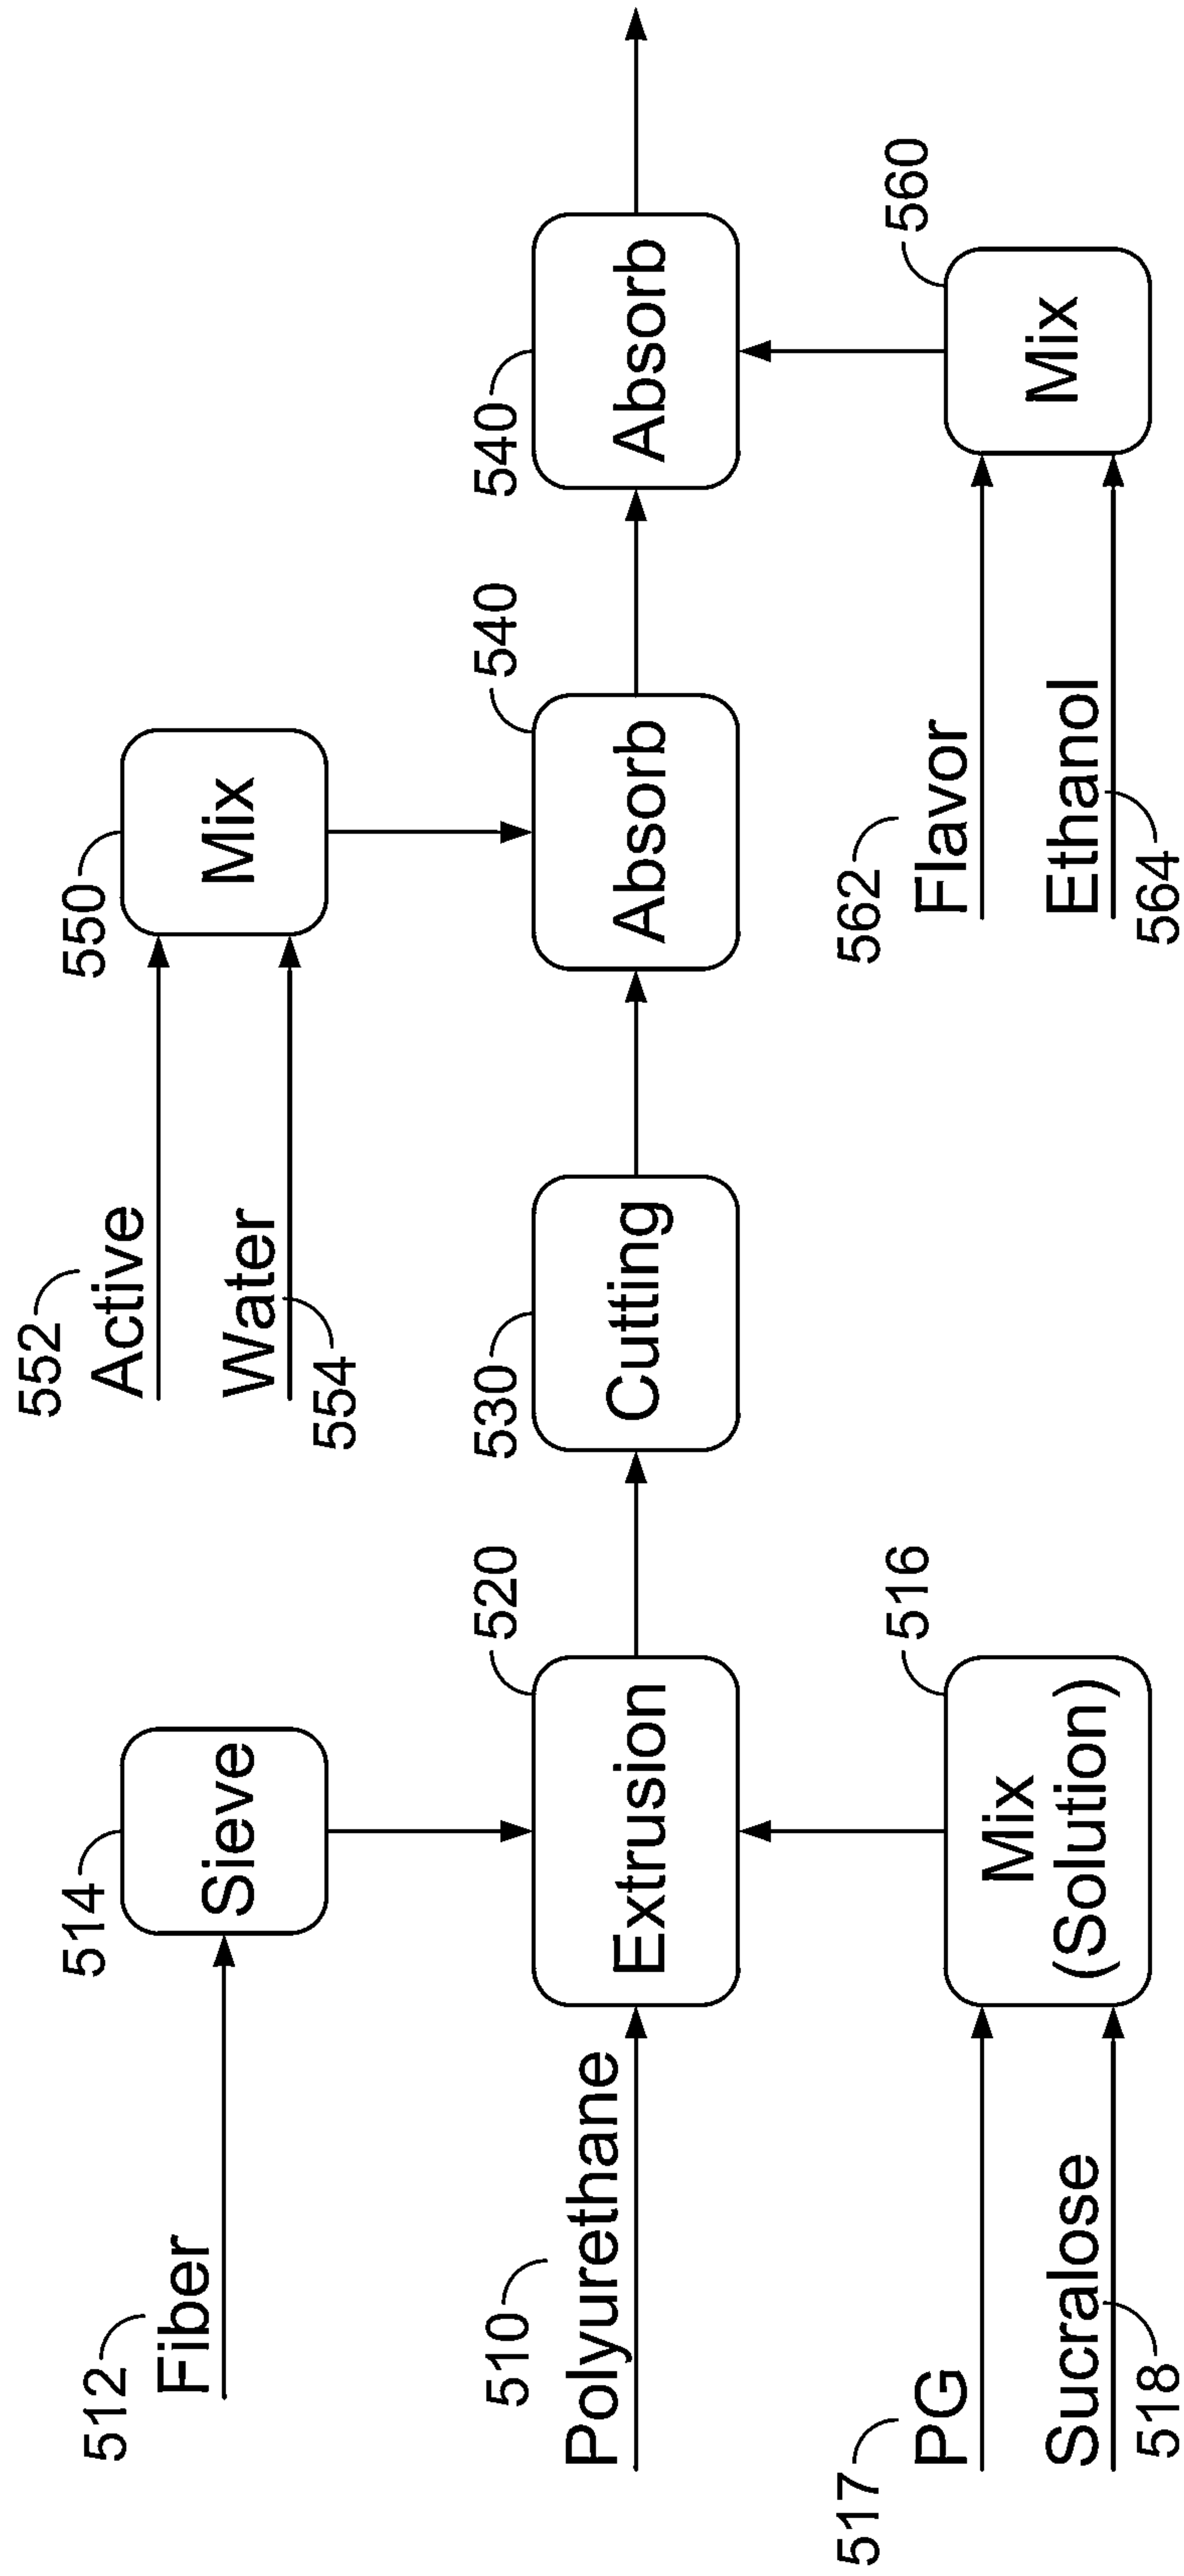 512
Fiber
514
Sieve
552
Active
Water
554
550
Mix
510
Polyurethane
520
Extrusion
530
Cutting
540
Absorb
540
Absorb
517
PG
Sucralose
518
516
Mix
(Solution)
562
Flavor
Ethanol
564
560
Mix